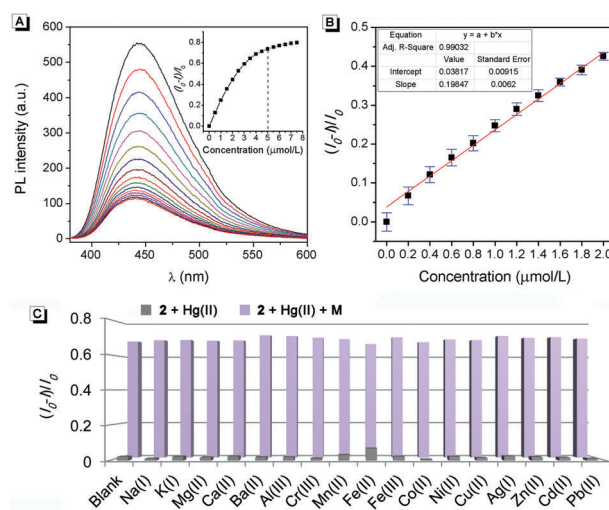 A
PL intensity (a.u.)
600
500
400
300
200
100
0
400
450
500
550
600
λ (nm)
(I0-I)/I0
0.8
0.6
0.4
0.2
0.0
0 1 2 3 4 5 6 7 8
Concentration (μmol/L)
B
(I0-I)/I0
0.5
0.4
0.3
0.2
0.1
0.0
Equation y = a + b*x
Adj. R-Square 0.99032
Value Standard Error
Intercept 0.03817 0.00915
Slope 0.19847 0.0062
0.0 0.2 0.4 0.6 0.8 1.0 1.2 1.4 1.6 1.8 2.0
Concentration (μmol/L)
C
2 + Hg(II) 2 + Hg(II) + M
(I0-I)/I0
0.8
0.6
0.4
0.2
0
Blank
Na(I)
K(I)
Mg(II)
Ca(II)
Ba(II)
Al(III)
Cr(III)
Mn(II)
Fe(II)
Fe(III)
Co(II)
Ni(II)
Cu(II)
Ag(I)
Zn(II)
Cd(II)
Pb(II)